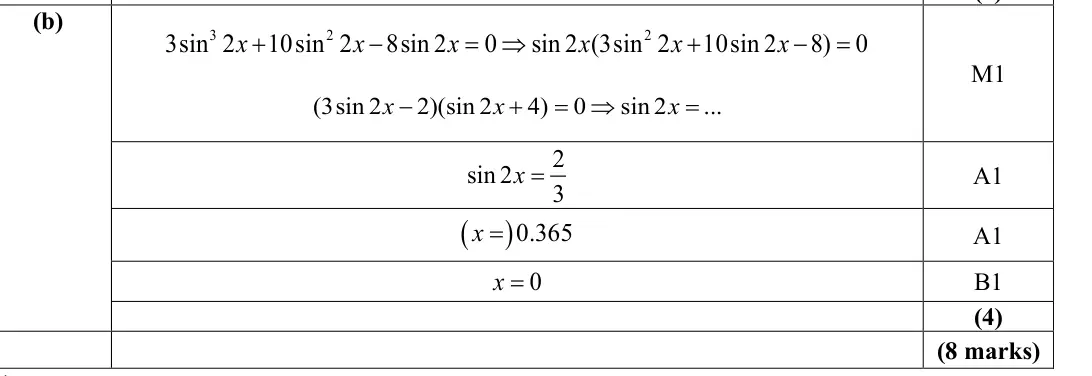 (b)
3sin³ 2x + 10sin² 2x − 8sin 2x = 0 ⇒ sin 2x(3sin² 2x + 10sin 2x − 8) = 0
M1
(3sin 2x − 2)(sin 2x + 4) = 0 ⇒ sin 2x = ...
sin 2x = 2/3
A1
(x =)0.365
A1
x = 0
B1
(4)
(8 marks)